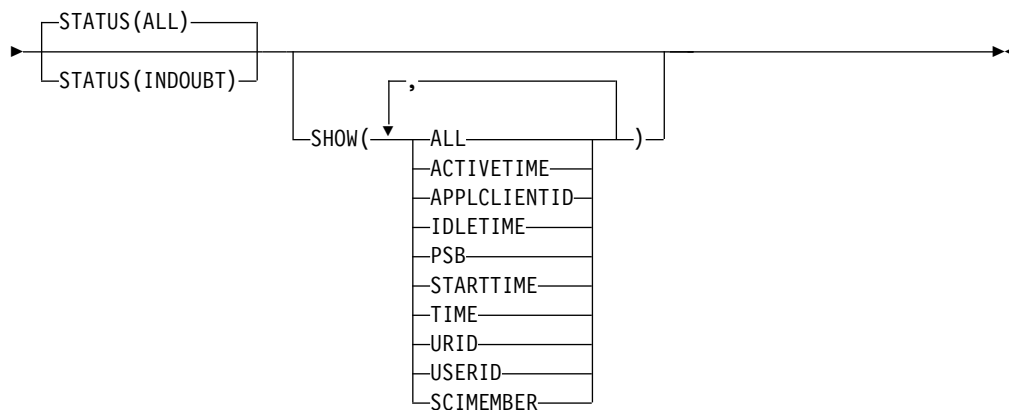 STATUS(ALL)
STATUS(INDOUBT)
,
SHOW( ALL )
ACTIVETIME
APPLCLIENTID
IDLETIME
PSB
STARTTIME
TIME
URID
USERID
SCIMEMBER